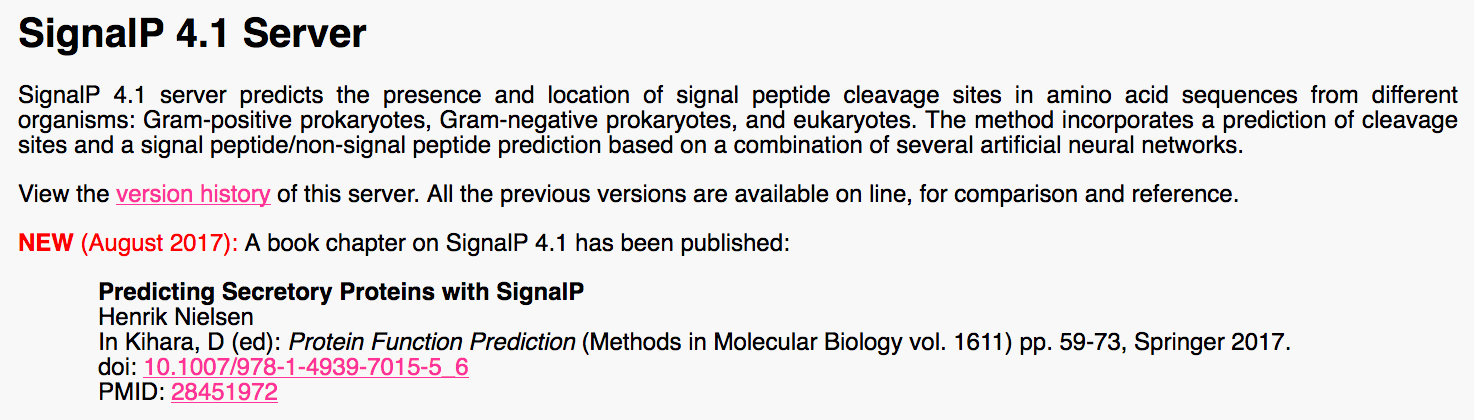 SignalP 4.1 Server
SignalP 4.1 server predicts the presence and location of signal peptide cleavage sites in amino acid sequences from different
organisms: Gram-positive prokaryotes, Gram-negative prokaryotes, and eukaryotes. The method incorporates a prediction of cleavage
sites and a signal peptide/non-signal peptide prediction based on a combination of several artificial neural networks.
View the version history of this server. All the previous versions are available on line, for comparison and reference.
NEW (August 2017): A book chapter on SignalP 4.1 has been published:
Predicting Secretory Proteins with SignalP
Henrik Nielsen
In Kihara, D (ed): Protein Function Prediction (Methods in Molecular Biology vol. 1611) pp. 59-73, Springer 2017.
doi: 10.1007/978-1-4939-7015-5_6
PMID: 28451972